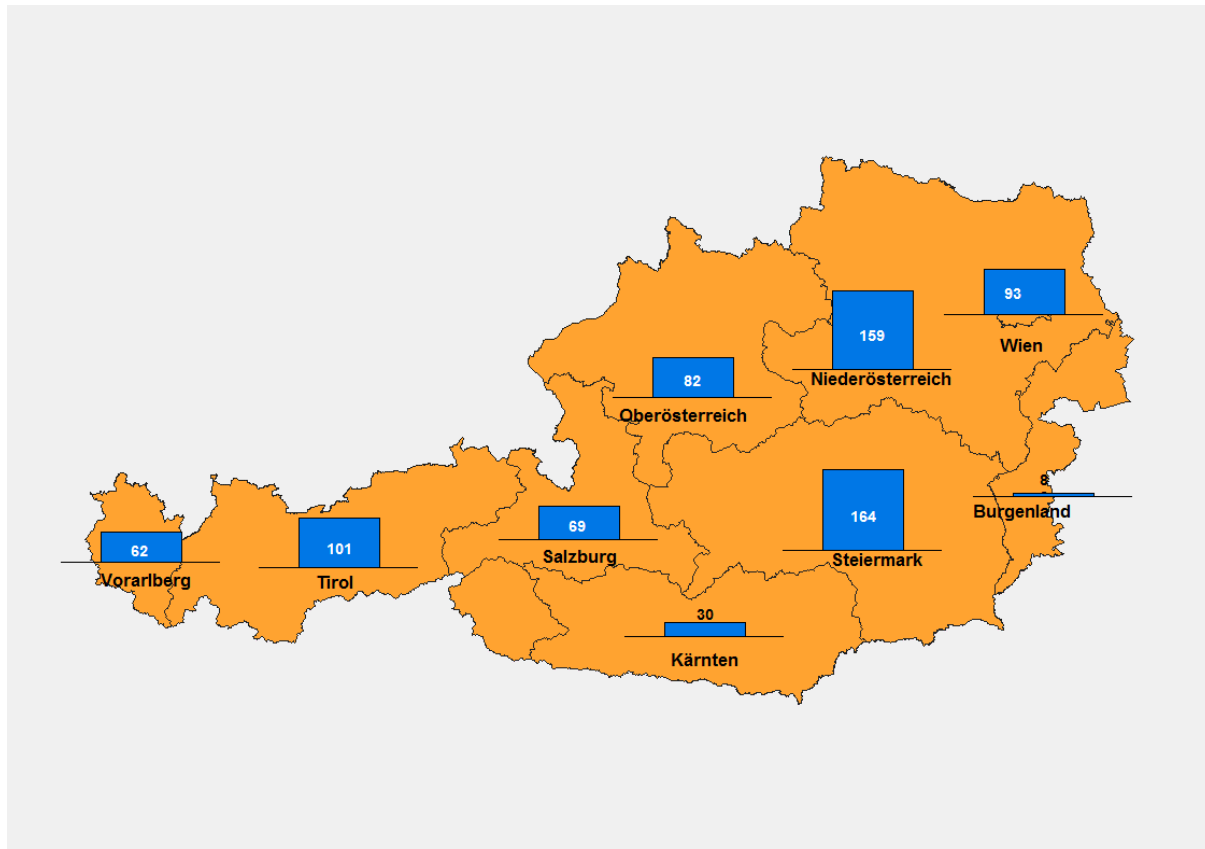 93
Wien
159
Niederösterreich
82
Oberösterreich
8
Burgenland
164
Steiermark
69
Salzburg
101
Tirol
62
Vorarlberg
30
Kärnten